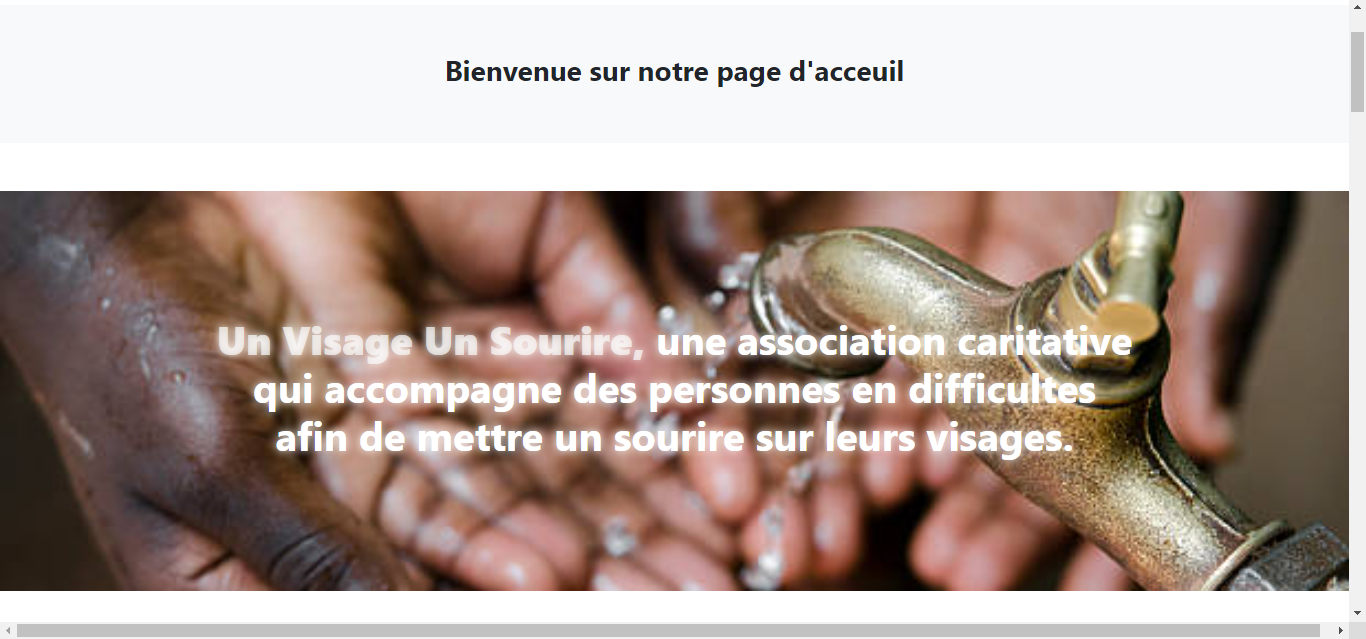 Bienvenue sur notre page d'acceuil
Un Visage Un Sourire, une association caritative
qui accompagne des personnes en difficultes
afin de mettre un sourire sur leurs visages.